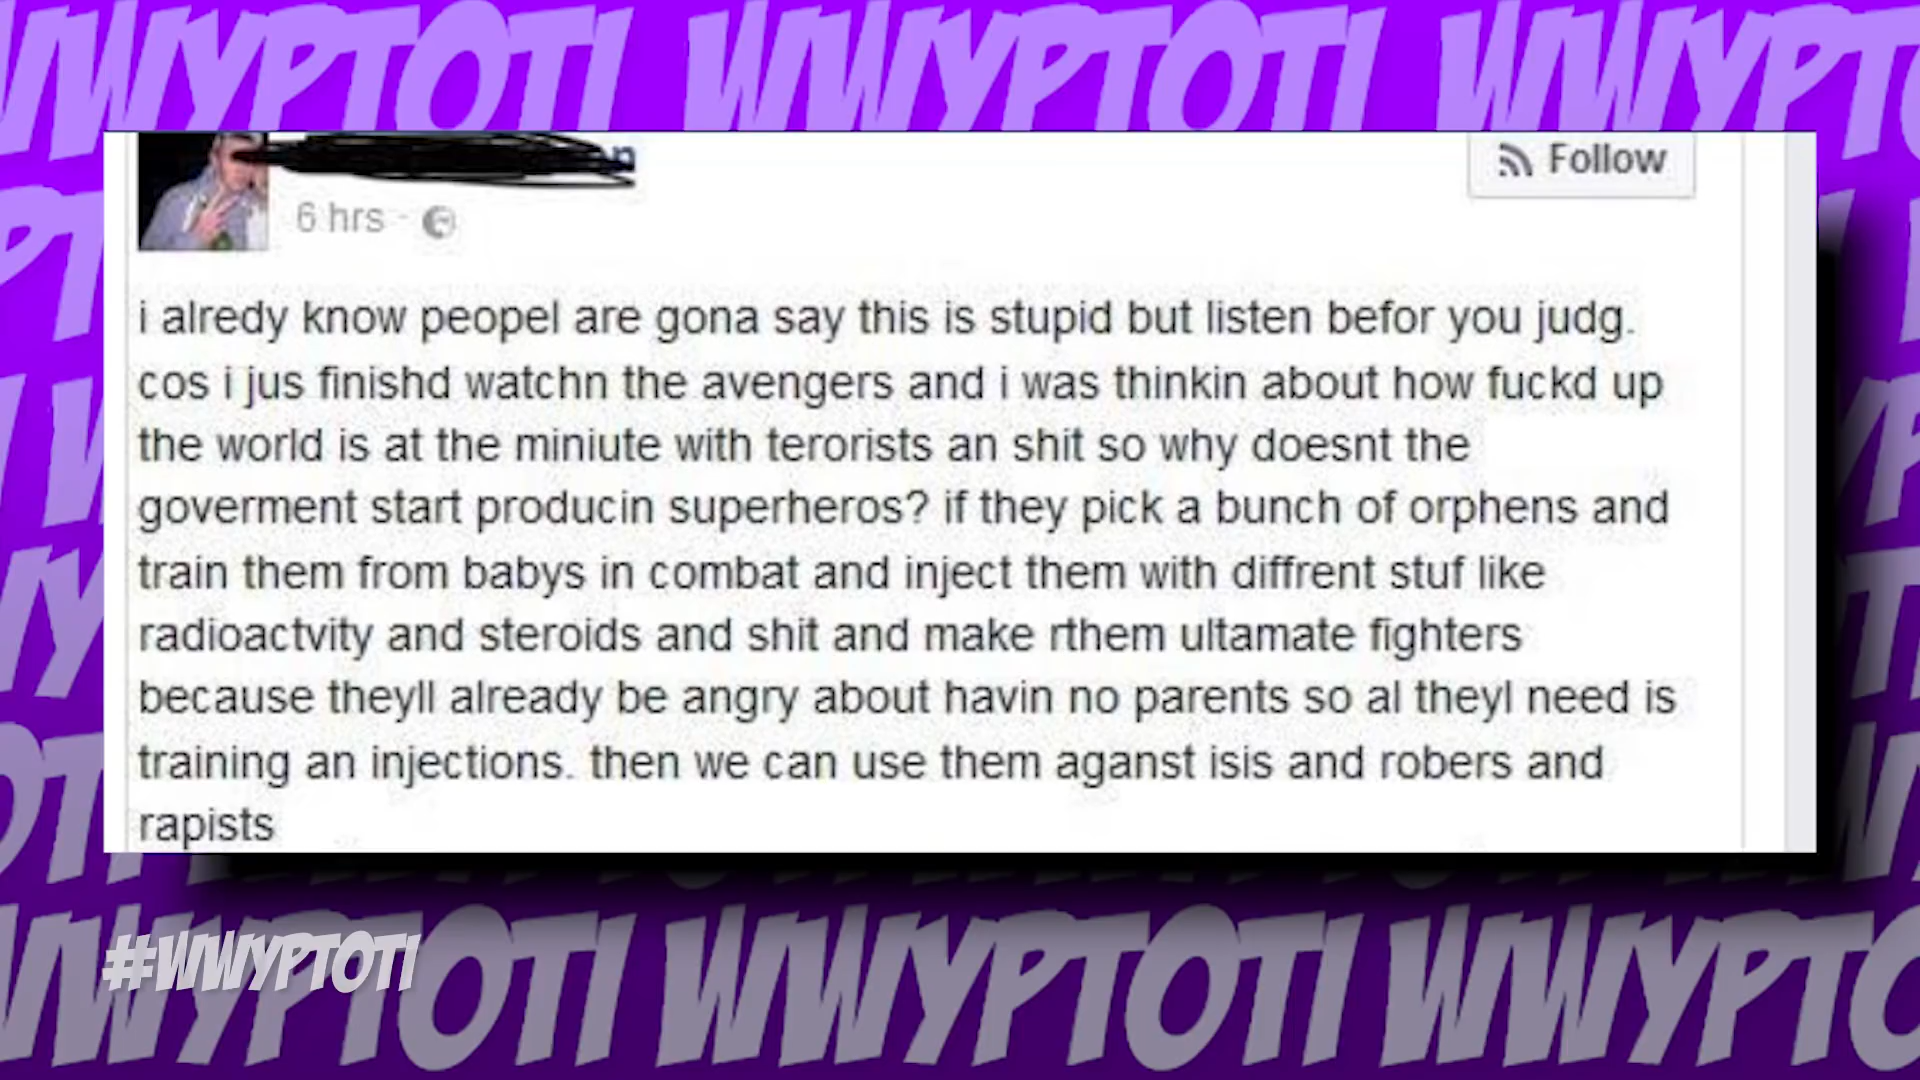 WWYPTOTI WWYPTOTI WWYPTO
Follow
6 hrs
i alredy know peopel are gona say this is stupid but listen befor you judg.
cos i jus finishd watchn the avengers and i was thinkin about how fuckd up
the world is at the miniute with terorists an shit so why doesnt the
goverment start producin superheros? if they pick a bunch of orphens and
train them from babys in combat and inject them with diffrent stuf like
radioactvity and steroids and shit and make rthem ultamate fighters
because theyll already be angry about havin no parents so al theyl need is
training an injections. then we can use them aganst isis and robers and
rapists
#WWYPTOTI
WWYPTOTI WWYPTOTI WWYPTO